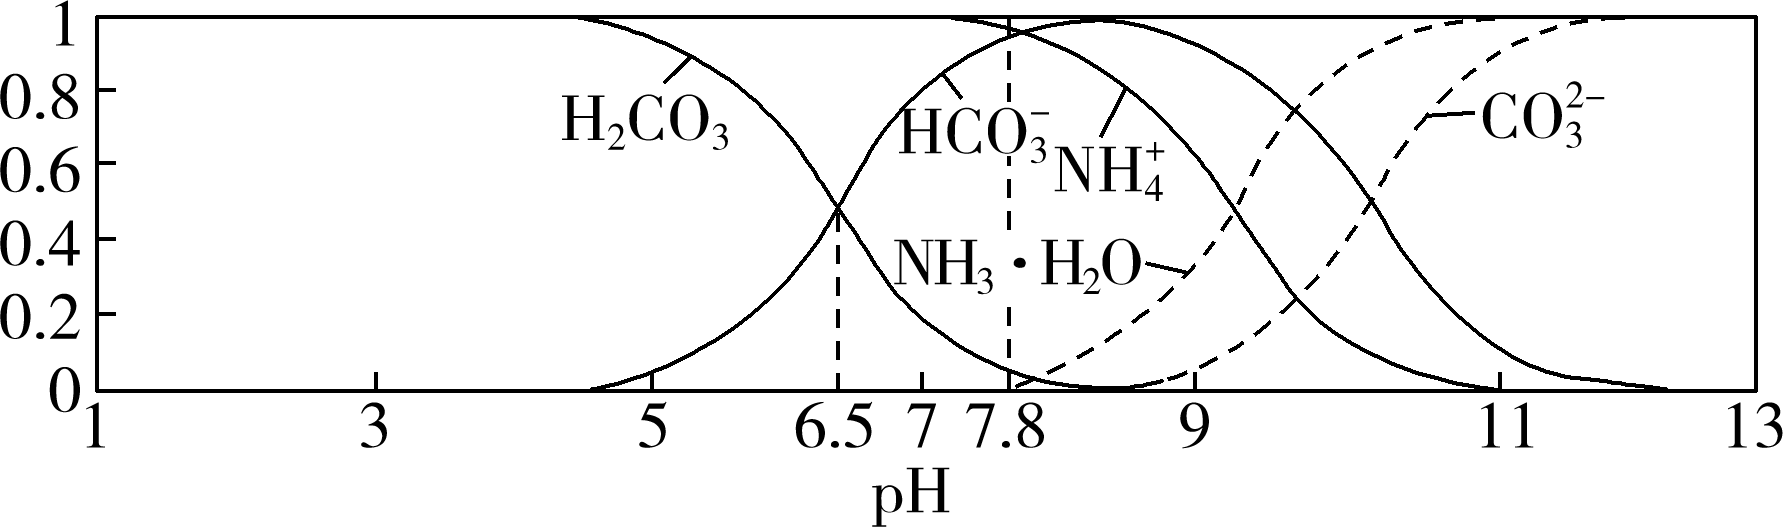 1
0.8
0.6
0.4
0.2
0
H₂CO₃
HCO₃⁻
NH₄⁺
CO₃²⁻
NH₃·H₂O
1 3 5 6.5 7 7.8 9 11 13
pH